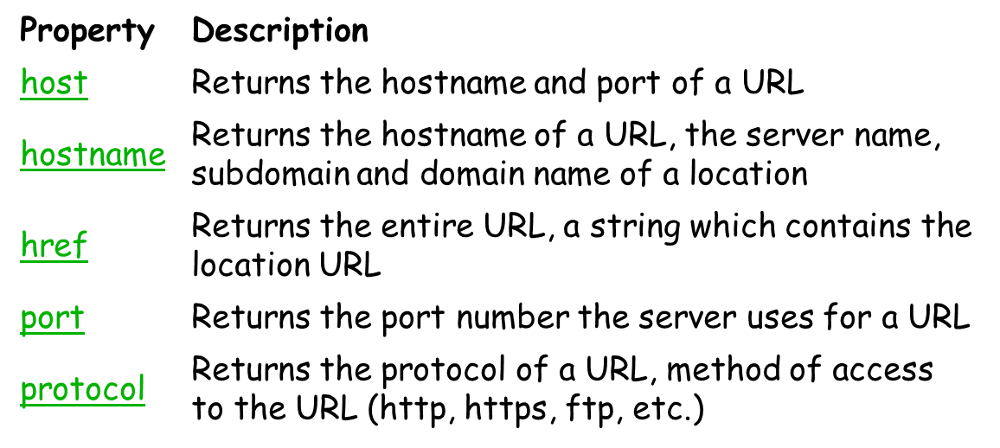 Property Description
host Returns the hostname and port of a URL
hostname Returns the hostname of a URL, the server name,
subdomain and domain name of a location
href Returns the entire URL, a string which contains the
location URL
port Returns the port number the server uses for a URL
protocol Returns the protocol of a URL, method of access
to the URL (http, https, ftp, etc.)